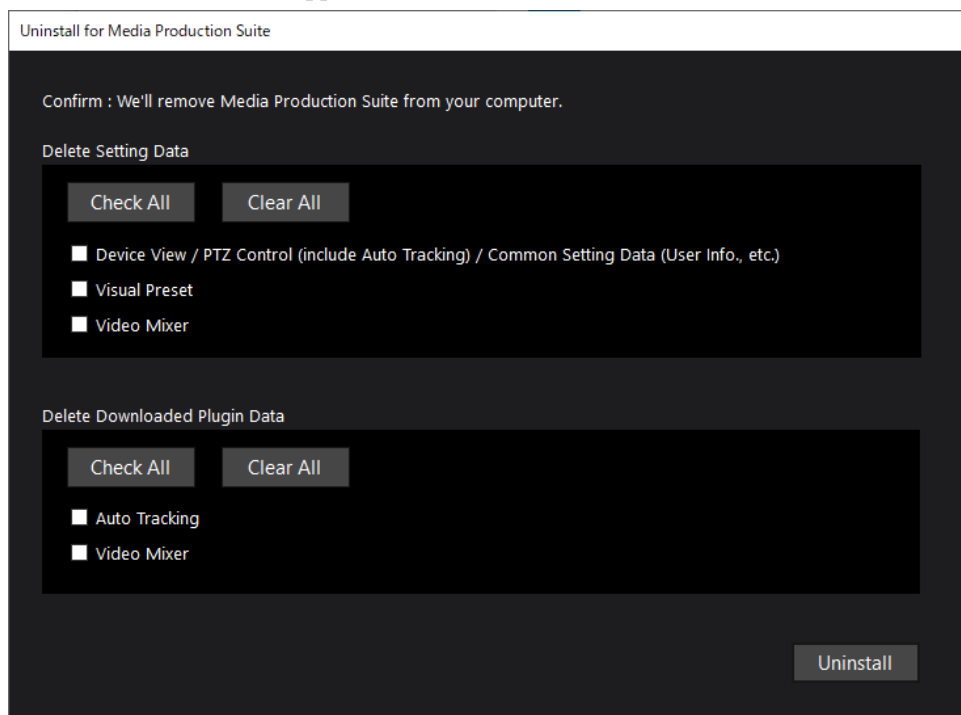 Uninstall for Media Production Suite
Confirm : We'll remove Media Production Suite from your computer.
Delete Setting Data
Check All Clear All
Device View / PTZ Control (include Auto Tracking) / Common Setting Data (User Info., etc.)
Visual Preset
Video Mixer
Delete Downloaded Plugin Data
Check All Clear All
Auto Tracking
Video Mixer
Uninstall